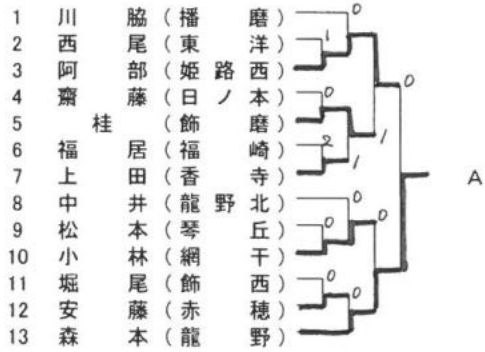 1 川脇(播磨) 0
2 西尾(東洋) 1
3 阿部(姫路西) 0
4 齋藤(日ノ本) 0
5 桂(飾磨) 1
6 福居(福崎) 2
7 上田(香寺) 1 A
8 中井(龍野北) 0
9 松本(琴丘) 0 0
10 小林(網干)
11 堀尾(飾西) 0
12 安藤(赤穂) 0
13 森本(龍野)